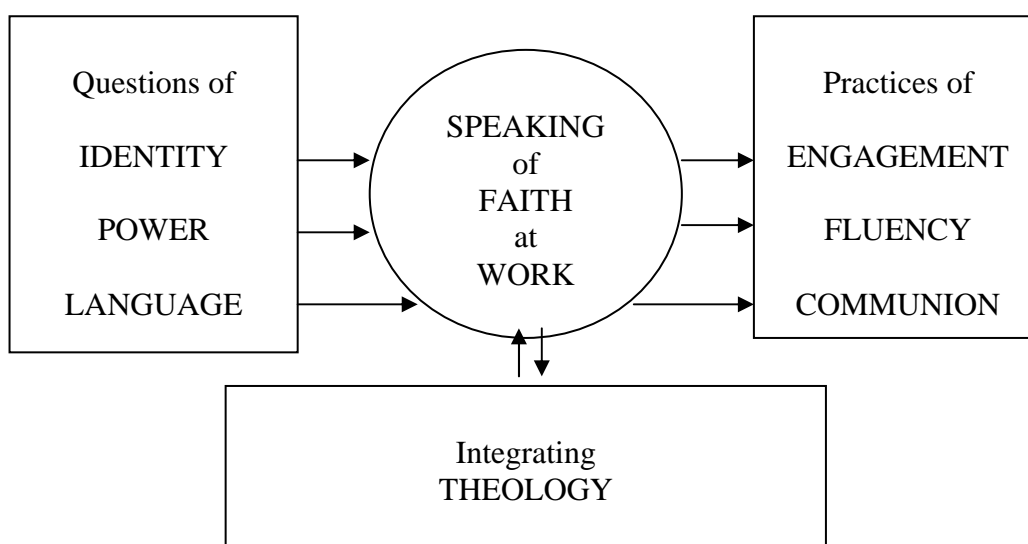 Questions of
IDENTITY
POWER
LANGUAGE
SPEAKING
of
FAITH
at
WORK
Practices of
ENGAGEMENT
FLUENCY
COMMUNION
Integrating
THEOLOGY